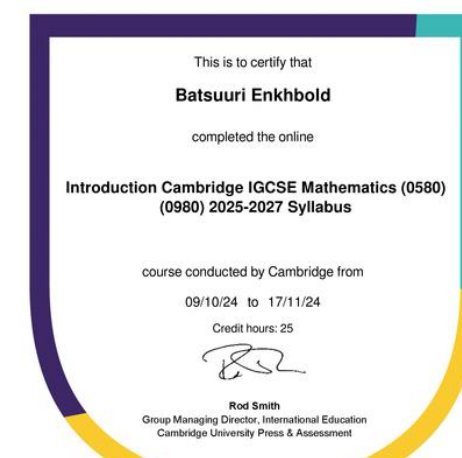 This is to certify that
Batsuuri Enkhbold
completed the online
Introduction Cambridge IGCSE Mathematics (0580)
(0980) 2025-2027 Syllabus
course conducted by Cambridge from
09/10/24 to 17/11/24
Credit hours: 25
Rod Smith
Group Managing Director, International Education
Cambridge University Press & Assessment